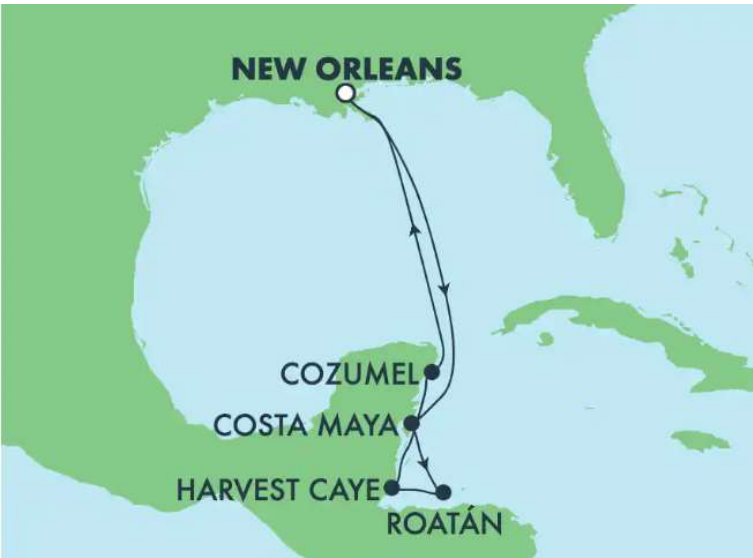 NEW ORLEANS
COZUMEL
COSTA MAYA
HARVEST CAYE
ROATÁN